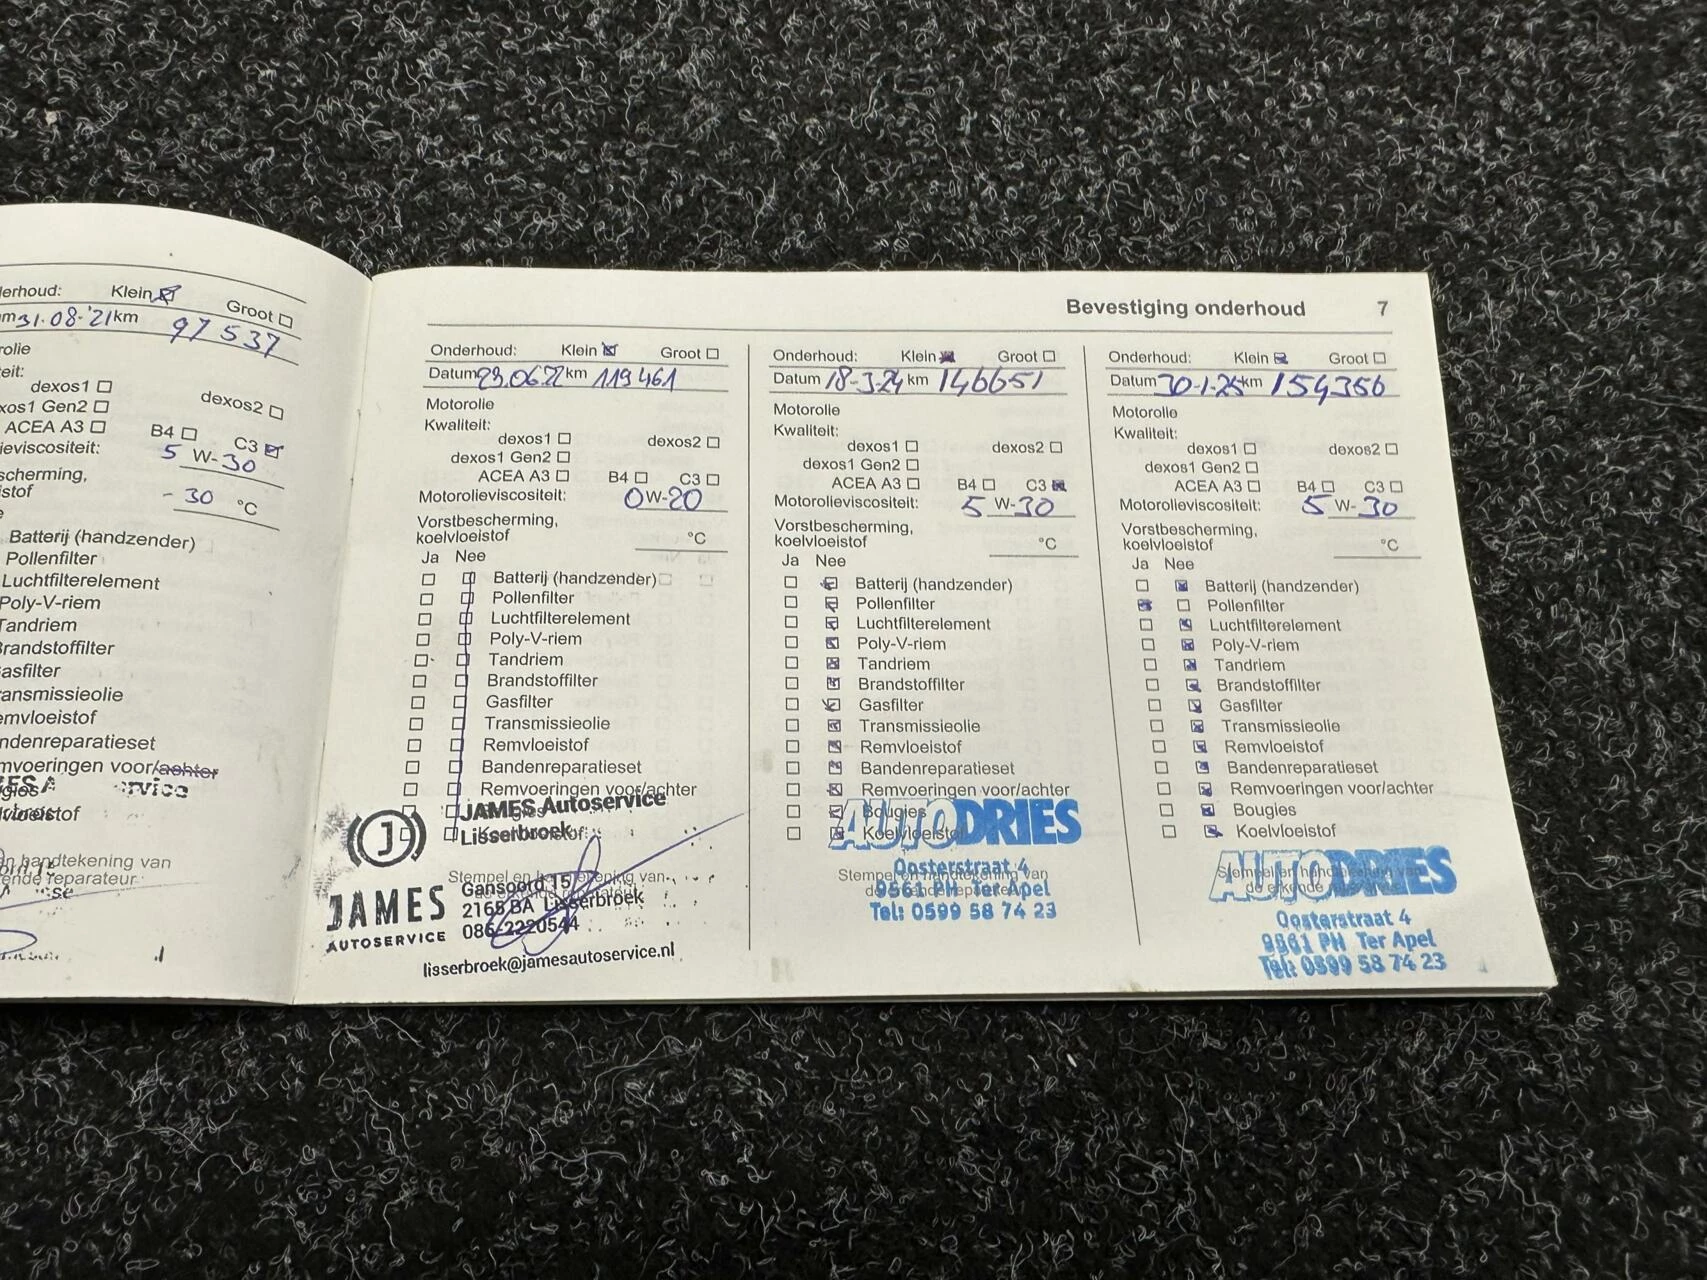 Klein Groot
31.08-'21 km 97537
dexos1 dexos2
ACEA A3 B4 C3
5 W-30
-30 °C
Batterij (handzender)
Pollenfilter
Luchtfilterelement
Poly-V-riem
Tandriem
handtekening van
Bevestiging onderhoud 7
Onderhoud: Klein Groot
Datum 23.06.22 km 119461
Motorolie
Kwaliteit:
dexos1 dexos2
dexos1 Gen2
ACEA A3 B4 C3
Motorolieviscositeit: 0 W-20
Vorstbescherming,
koelvloeistof °C
Ja Nee
Batterij (handzender)
Pollenfilter
Luchtfilterelement
Poly-V-riem
Tandriem
Brandstoffilter
Gasfilter
Transmissieolie
Remvloeistof
Bandenreparatieset
Remvoeringen voor/achter
JAMES Autoservice
Lisserbroek
Gansoord 15
2165 BA Lisserbroek
086-2220544
lisserbroek@jamesautoservice.nl
JAMES
AUTOSERVICE
Onderhoud: Klein Groot
Datum 18-3-24 km 146651
Motorolie
Kwaliteit:
dexos1 dexos2
dexos1 Gen2
ACEA A3 B4 C3
Motorolieviscositeit: 5 W-30
Vorstbescherming,
koelvloeistof °C
Ja Nee
Batterij (handzender)
Pollenfilter
Luchtfilterelement
Poly-V-riem
Tandriem
Brandstoffilter
Gasfilter
Transmissieolie
Remvloeistof
Bandenreparatieset
Remvoeringen voor/achter
Bougies
Koelvloeistof
AUTODRIES
Oosterstraat 4
9561 PH Ter Apel
Tel: 0599 58 74 23
Onderhoud: Klein Groot
Datum 30-1-25 km 154356
Motorolie
Kwaliteit:
dexos1 dexos2
dexos1 Gen2
ACEA A3 B4 C3
Motorolieviscositeit: 5 W-30
Vorstbescherming,
koelvloeistof °C
Ja Nee
Batterij (handzender)
Pollenfilter
Luchtfilterelement
Poly-V-riem
Tandriem
Brandstoffilter
Gasfilter
Transmissieolie
Remvloeistof
Bandenreparatieset
Remvoeringen voor/achter
Bougies
Koelvloeistof
AUTODRIES
Oosterstraat 4
9561 PH Ter Apel
Tel: 0599 58 74 23